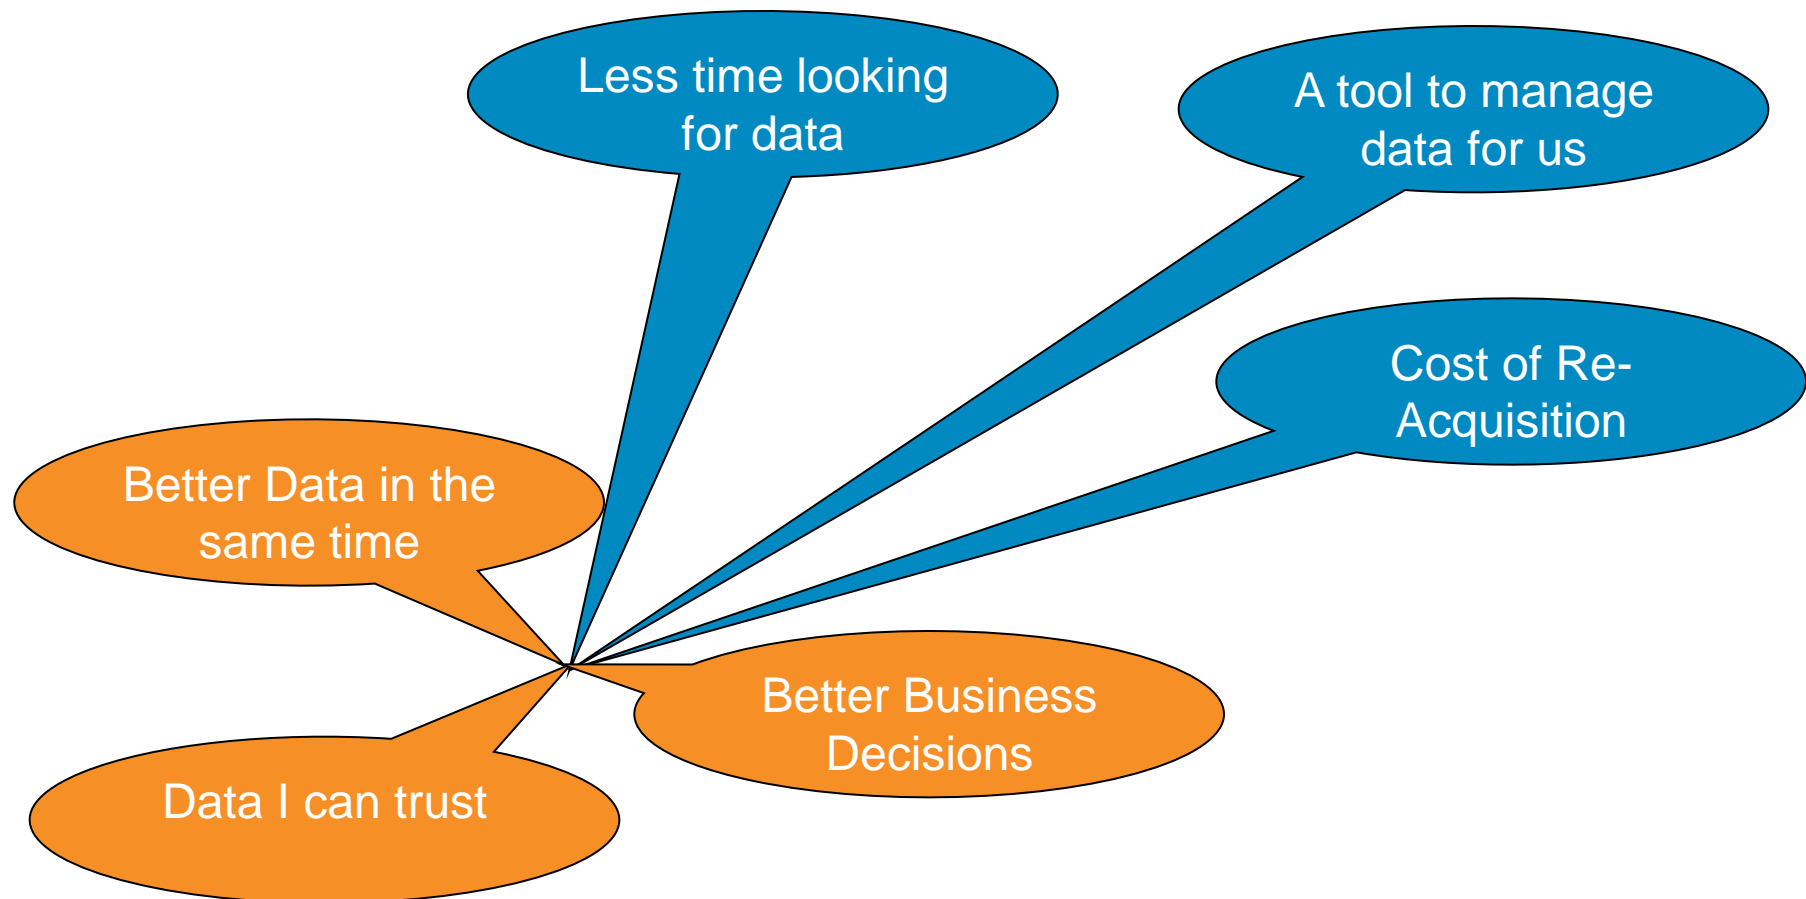 Less time looking
for data
A tool to manage
data for us
Cost of Re-
Acquisition
Better Data in the
same time
Better Business
Decisions
Data I can trust